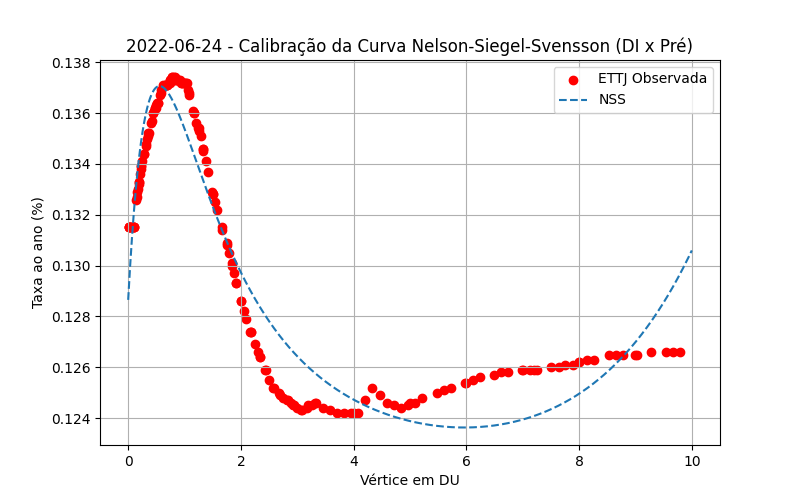 2022-06-24 - Calibração da Curva Nelson-Siegel-Svensson (DI x Pré)
ETTJ Observada
NSS
Taxa ao ano (%)
0.138
0.136
0.134
0.132
0.130
0.128
0.126
0.124
0 2 4 6 8 10
Vértice em DU